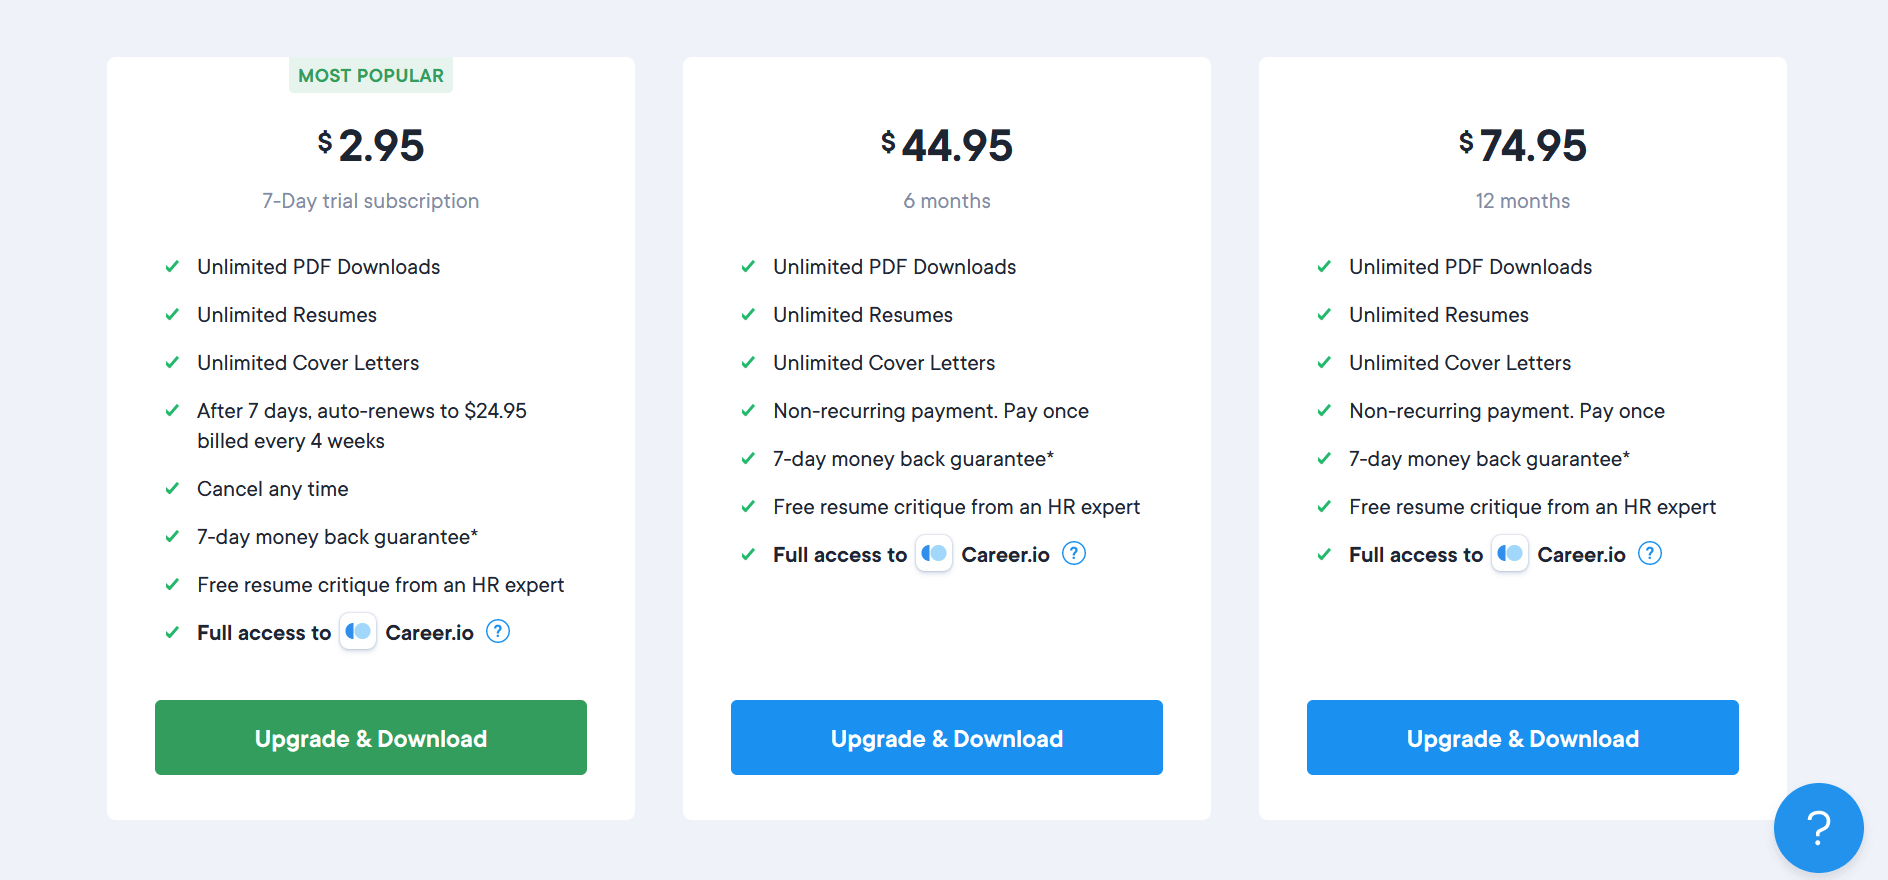 MOST POPULAR
$2.95
7-Day trial subscription
Unlimited PDF Downloads
Unlimited Resumes
Unlimited Cover Letters
After 7 days, auto-renews to $24.95
billed every 4 weeks
Cancel any time
7-day money back guarantee*
Free resume critique from an HR expert
Full access to Career.io ?
Upgrade & Download
$44.95
6 months
Unlimited PDF Downloads
Unlimited Resumes
Unlimited Cover Letters
Non-recurring payment. Pay once
7-day money back guarantee*
Free resume critique from an HR expert
Full access to Career.io ?
Upgrade & Download
$74.95
12 months
Unlimited PDF Downloads
Unlimited Resumes
Unlimited Cover Letters
Non-recurring payment. Pay once
7-day money back guarantee*
Free resume critique from an HR expert
Full access to Career.io ?
Upgrade & Download
?